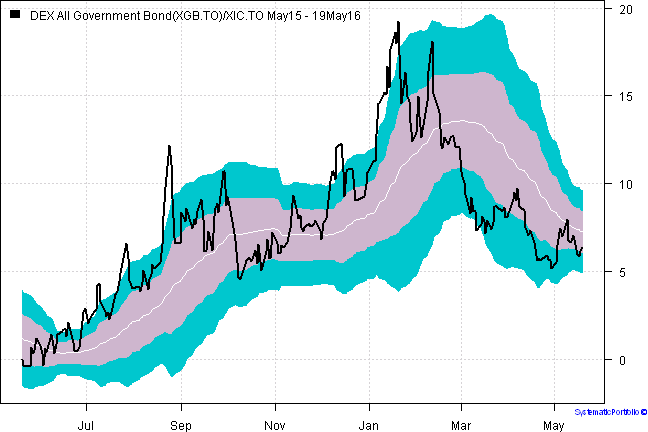 DEX All Government Bond(XGB.TO)/XIC.TO May15 - 19May16
20
15
10
5
0
Jul Sep Nov Jan Mar May
SystematicPortfolio ©